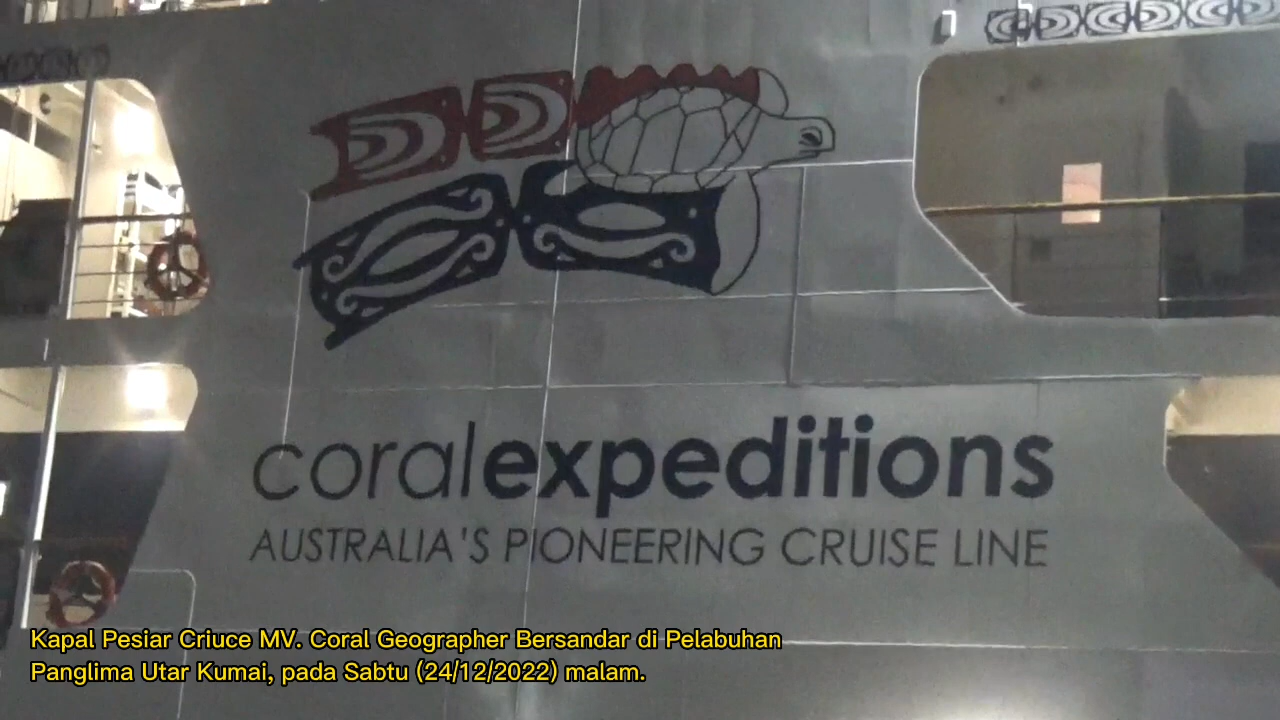 coralexpeditions
AUSTRALIA'S PIONEERING CRUISE LINE
Kapal Pesiar Criuce MV. Coral Geographer Bersandar di Pelabuhan
Panglima Utar Kumai, pada Sabtu (24/12/2022) malam.